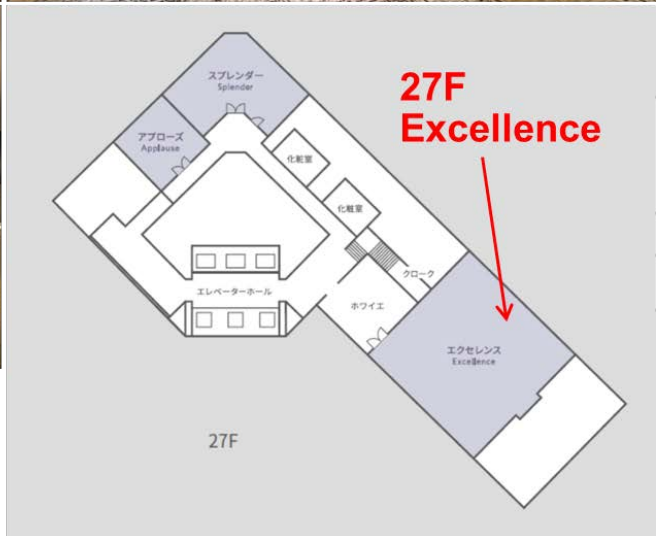 スプレンダー
Splendor
27F
Excellence
アプローズ
Applause
化粧室
化粧室
クローク
エレベーターホール
ホワイエ
エクセレンス
Excellence
27F